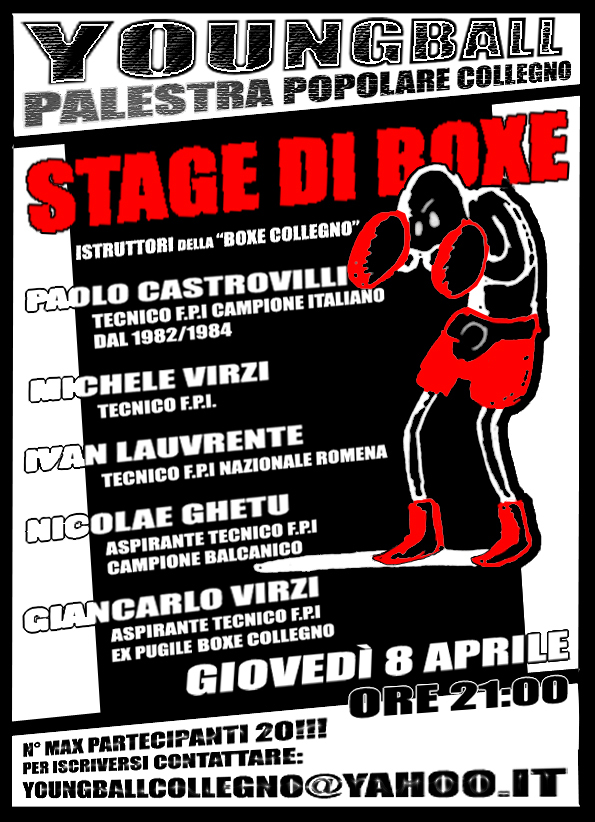 YOUNGBALL
PALESTRA POPOLARE COLLEGNO
STAGE DI BOXE
ISTRUTTORI DELLA "BOXE COLLEGNO"
PAOLO CASTROVILLI
TECNICO F.P.I CAMPIONE ITALIANO
DAL 1982/1984
MICHELE VIRZI
TECNICO F.P.I.
IVAN LAUVRENTE
TECNICO F.P.I NAZIONALE ROMENA
NICOLAE GHETU
ASPIRANTE TECNICO F.P.I
CAMPIONE BALCANICO
GIANCARLO VIRZI
ASPIRANTE TECNICO F.P.I
EX PUGILE BOXE COLLEGNO
GIOVEDÌ 8 APRILE
ORE 21:00
N° MAX PARTECIPANTI 20!!!
PER ISCRIVERSI CONTATTARE:
YOUNGBALLCOLLEGNO@YAHOO.IT